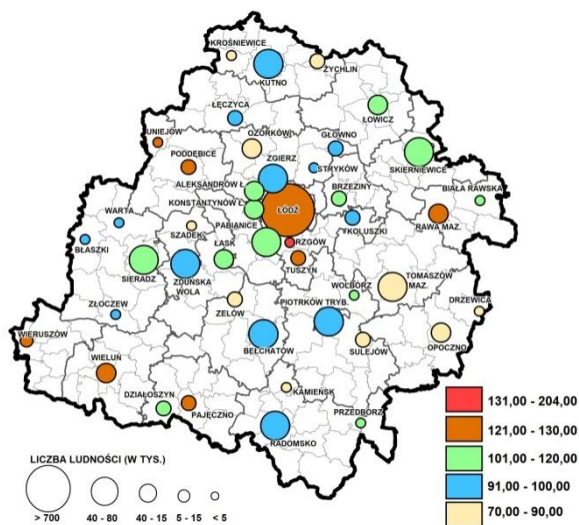 KROŚNIEWICE
ŻYCHLIN
KUTNO
ŁĘCZYCA
ŁOWICZ
UNIEJÓW
OZORKÓW
GŁOWNO
PODDĘBICE
ZGIERZ
STRYKÓW
SKIERNIEWICE
ALEKSANDRÓW Ł.
BRZEZINY
BIAŁA RAWSKA
KONSTANTYNÓW Ł.
ŁÓDŹ
WARTA
PABIANICE
KOLUSZKI
RAWA MAZ.
SZADEK
RZGÓW
BŁASZKI
ŁASK
TUSZYN
SIERADZ
ZDUŃSKA
WOLA
WOLBÓRZ
TOMASZÓW
MAZ.
ZŁOCZEW
ZELÓW
PIOTRKÓW TRYB.
DRZEWICA
WIERUSZÓW
BEŁCHATÓW
SULEJÓW
OPOCZNO
WIELUŃ
KAMIEŃSK
DZIAŁOSZYN
PAJĘCZNO
PRZEDBÓRZ
RADOMSKO
131,00 - 204,00
121,00 - 130,00
101,00 - 120,00
91,00 - 100,00
70,00 - 90,00
LICZBA LUDNOŚCI (W TYS.)
> 700 40 - 80 40 - 15 5 - 15 < 5